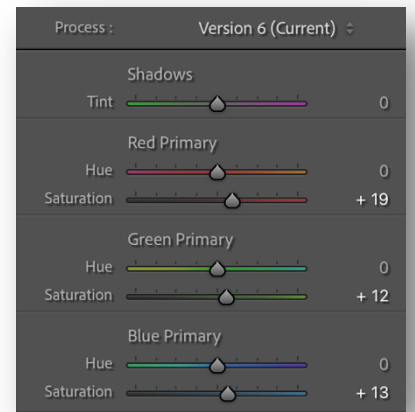 Process : Version 6 (Current)
Shadows
Tint 0
Red Primary
Hue 0
Saturation + 19
Green Primary
Hue 0
Saturation + 12
Blue Primary
Hue 0
Saturation + 13